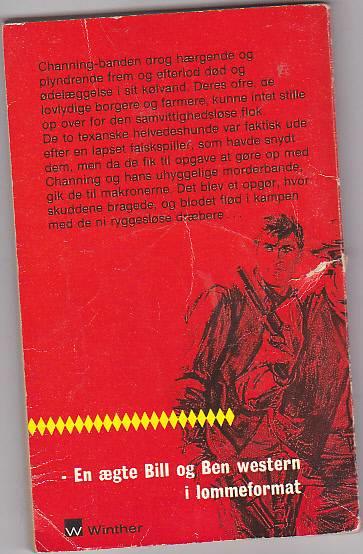 Channing-banden drog hærgende og
plyndrende frem og efterlod død og
ødelæggelse i sit kølvand. Deres ofre, de
lovlydige borgere og farmere, kunne intet stille
op over for den samvittighedsløse flok.
De to texanske helvedeshunde var faktisk ude
efter en lapset falskspiller, som havde snydt
dem, men da de fik til opgave at gøre op med
Channing og hans uhyggelige morderbande,
gik de til makronerne. Det blev et opgør, hvor
skuddene bragede, og blodet flød i kampen
med de ni ryggesløse dræbere . . .
- En ægte Bill og Ben western
i lommeformat
W Winther